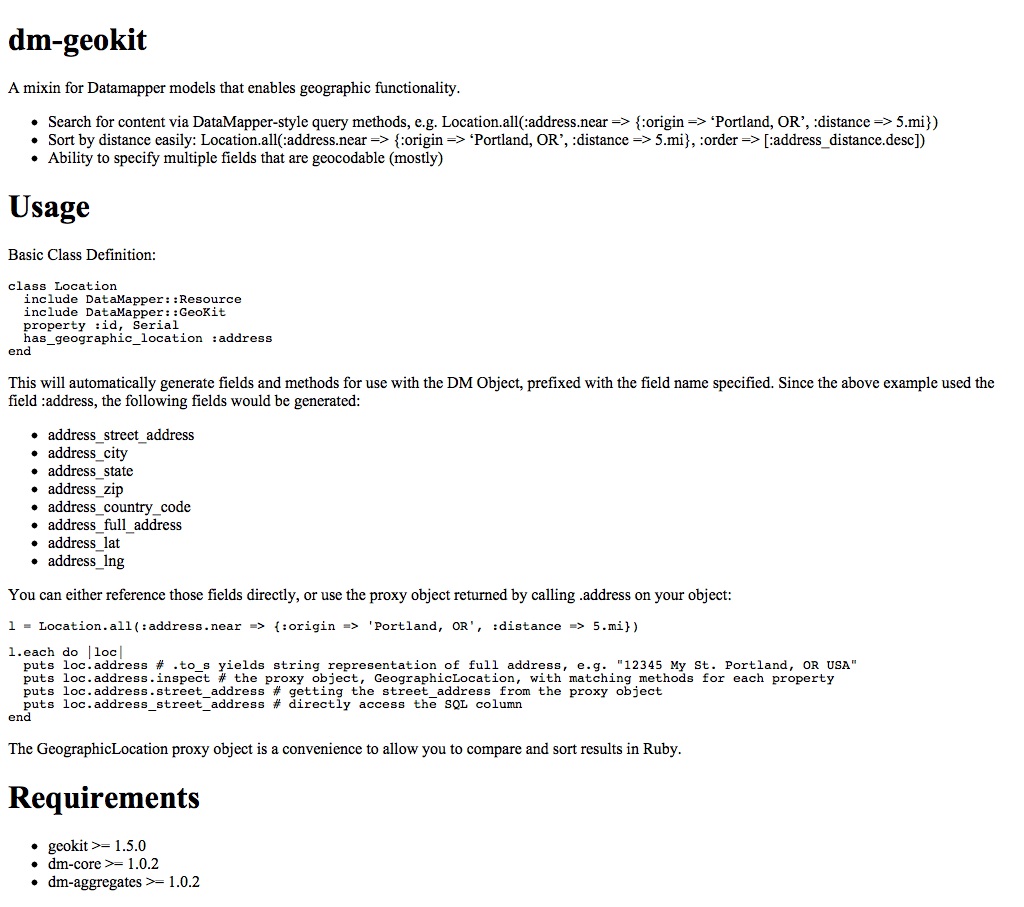 dm-geokit
A mixin for Datamapper models that enables geographic functionality.
• Search for content via DataMapper-style query methods, e.g. Location.all(:address.near => {:origin => ‘Portland, OR’, :distance => 5.mi})
• Sort by distance easily: Location.all(:address.near => {:origin => ‘Portland, OR’, :distance => 5.mi}, :order => [:address_distance.desc])
• Ability to specify multiple fields that are geocodable (mostly)
Usage
Basic Class Definition:
class Location
  include DataMapper::Resource
  include DataMapper::GeoKit
  property :id, Serial
  has_geographic_location :address
end
This will automatically generate fields and methods for use with the DM Object, prefixed with the field name specified. Since the above example used the
field :address, the following fields would be generated:
• address_street_address
• address_city
• address_state
• address_zip
• address_country_code
• address_full_address
• address_lat
• address_lng
You can either reference those fields directly, or use the proxy object returned by calling .address on your object:
l = Location.all(:address.near => {:origin => 'Portland, OR', :distance => 5.mi})
l.each do |loc|
  puts loc.address # .to_s yields string representation of full address, e.g. "12345 My St. Portland, OR USA"
  puts loc.address.inspect # the proxy object, GeographicLocation, with matching methods for each property
  puts loc.address.street_address # getting the street_address from the proxy object
  puts loc.address_street_address # directly access the SQL column
end
The GeographicLocation proxy object is a convenience to allow you to compare and sort results in Ruby.
Requirements
• geokit >= 1.5.0
• dm-core >= 1.0.2
• dm-aggregates >= 1.0.2